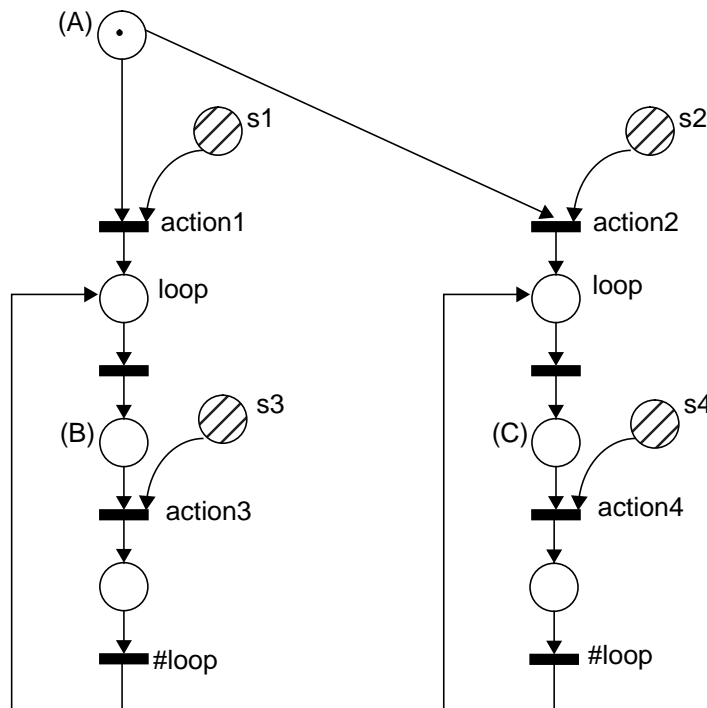 (A)
s1
s2
action1
action2
loop
loop
s3
s4
(B)
(C)
action3
action4
#loop
#loop